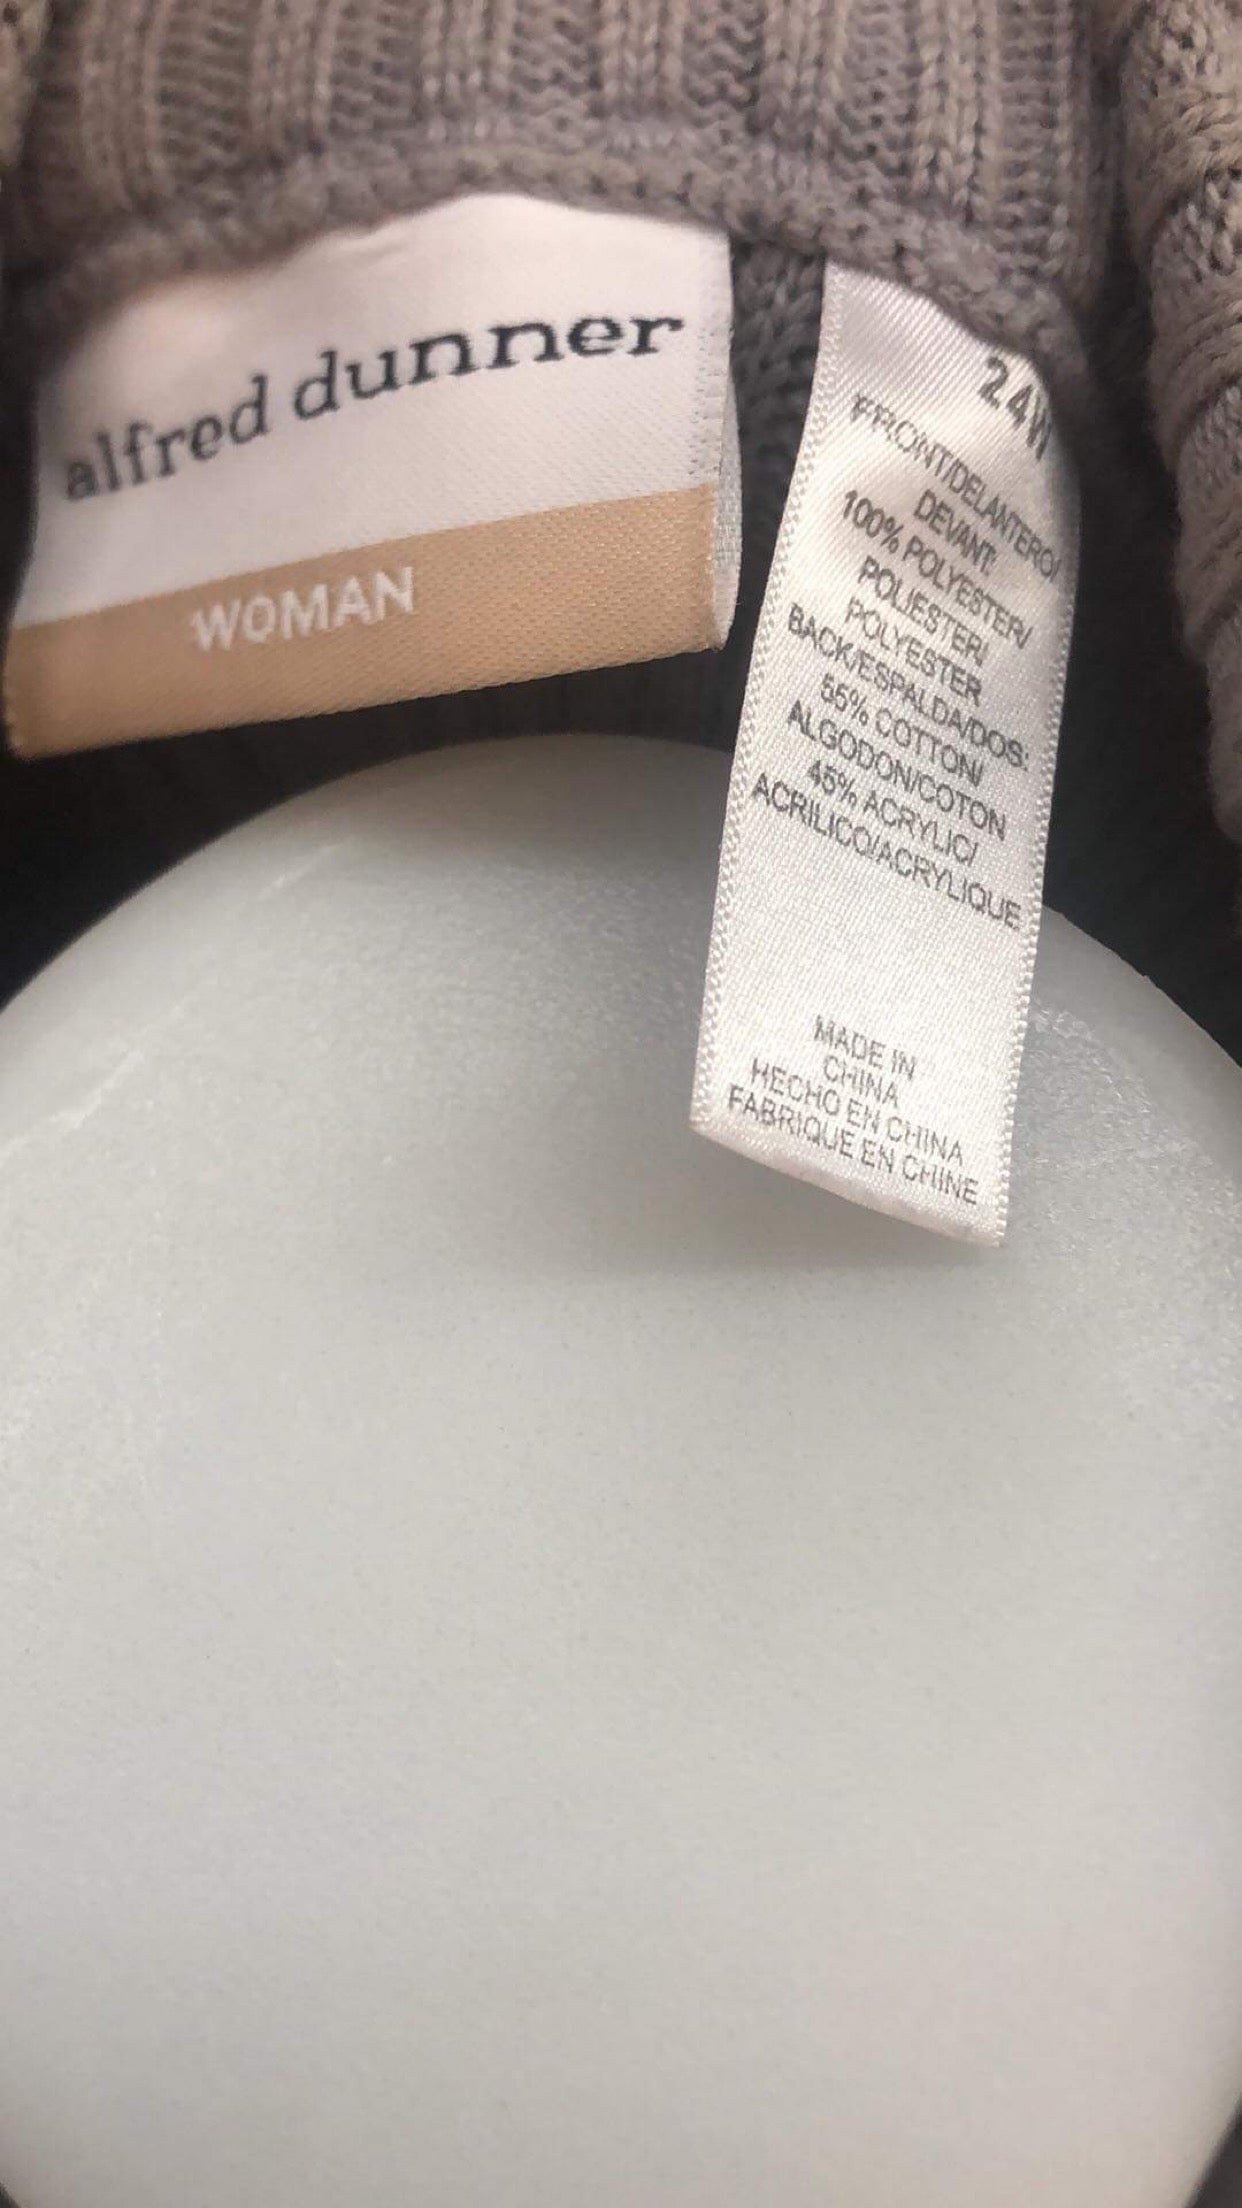 alfred dunner
WOMAN
24W
FRONT/DELANTERO/
DEVANT:
100% POLYESTER/
POLIESTER/
POLYESTER
BACK/ESPALDA/DOS:
55% COTTON/
ALGODON/COTON
45% ACRYLIC/
ACRILICO/ACRYLIQUE
MADE IN
CHINA
HECHO EN CHINA
FABRIQUE EN CHINE